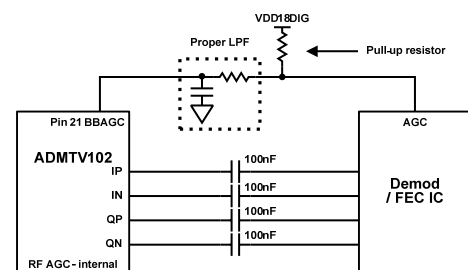 VDD18DIG
Proper LPF
Pull-up resistor
Pin 21 BBAGC
AGC
ADMTV102
100nF
IP
100nF
IN
Demod
/ FEC IC
100nF
QP
100nF
QN
RF AGC - internal